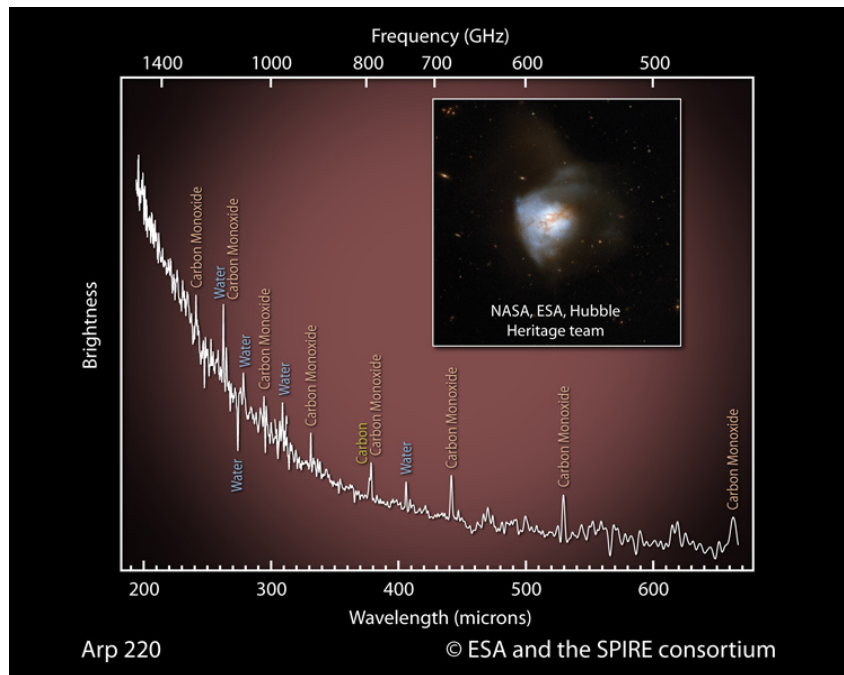 Frequency (GHz)
1400 1000 800 700 600 500
Brightness
Carbon Monoxide
Water
Carbon Monoxide
Water
Water
Carbon Monoxide
Water
Carbon Monoxide
Carbon
Carbon Monoxide
Water
Carbon Monoxide
Carbon Monoxide
Carbon Monoxide
NASA, ESA, Hubble
Heritage team
200 300 400 500 600
Wavelength (microns)
Arp 220
© ESA and the SPIRE consortium